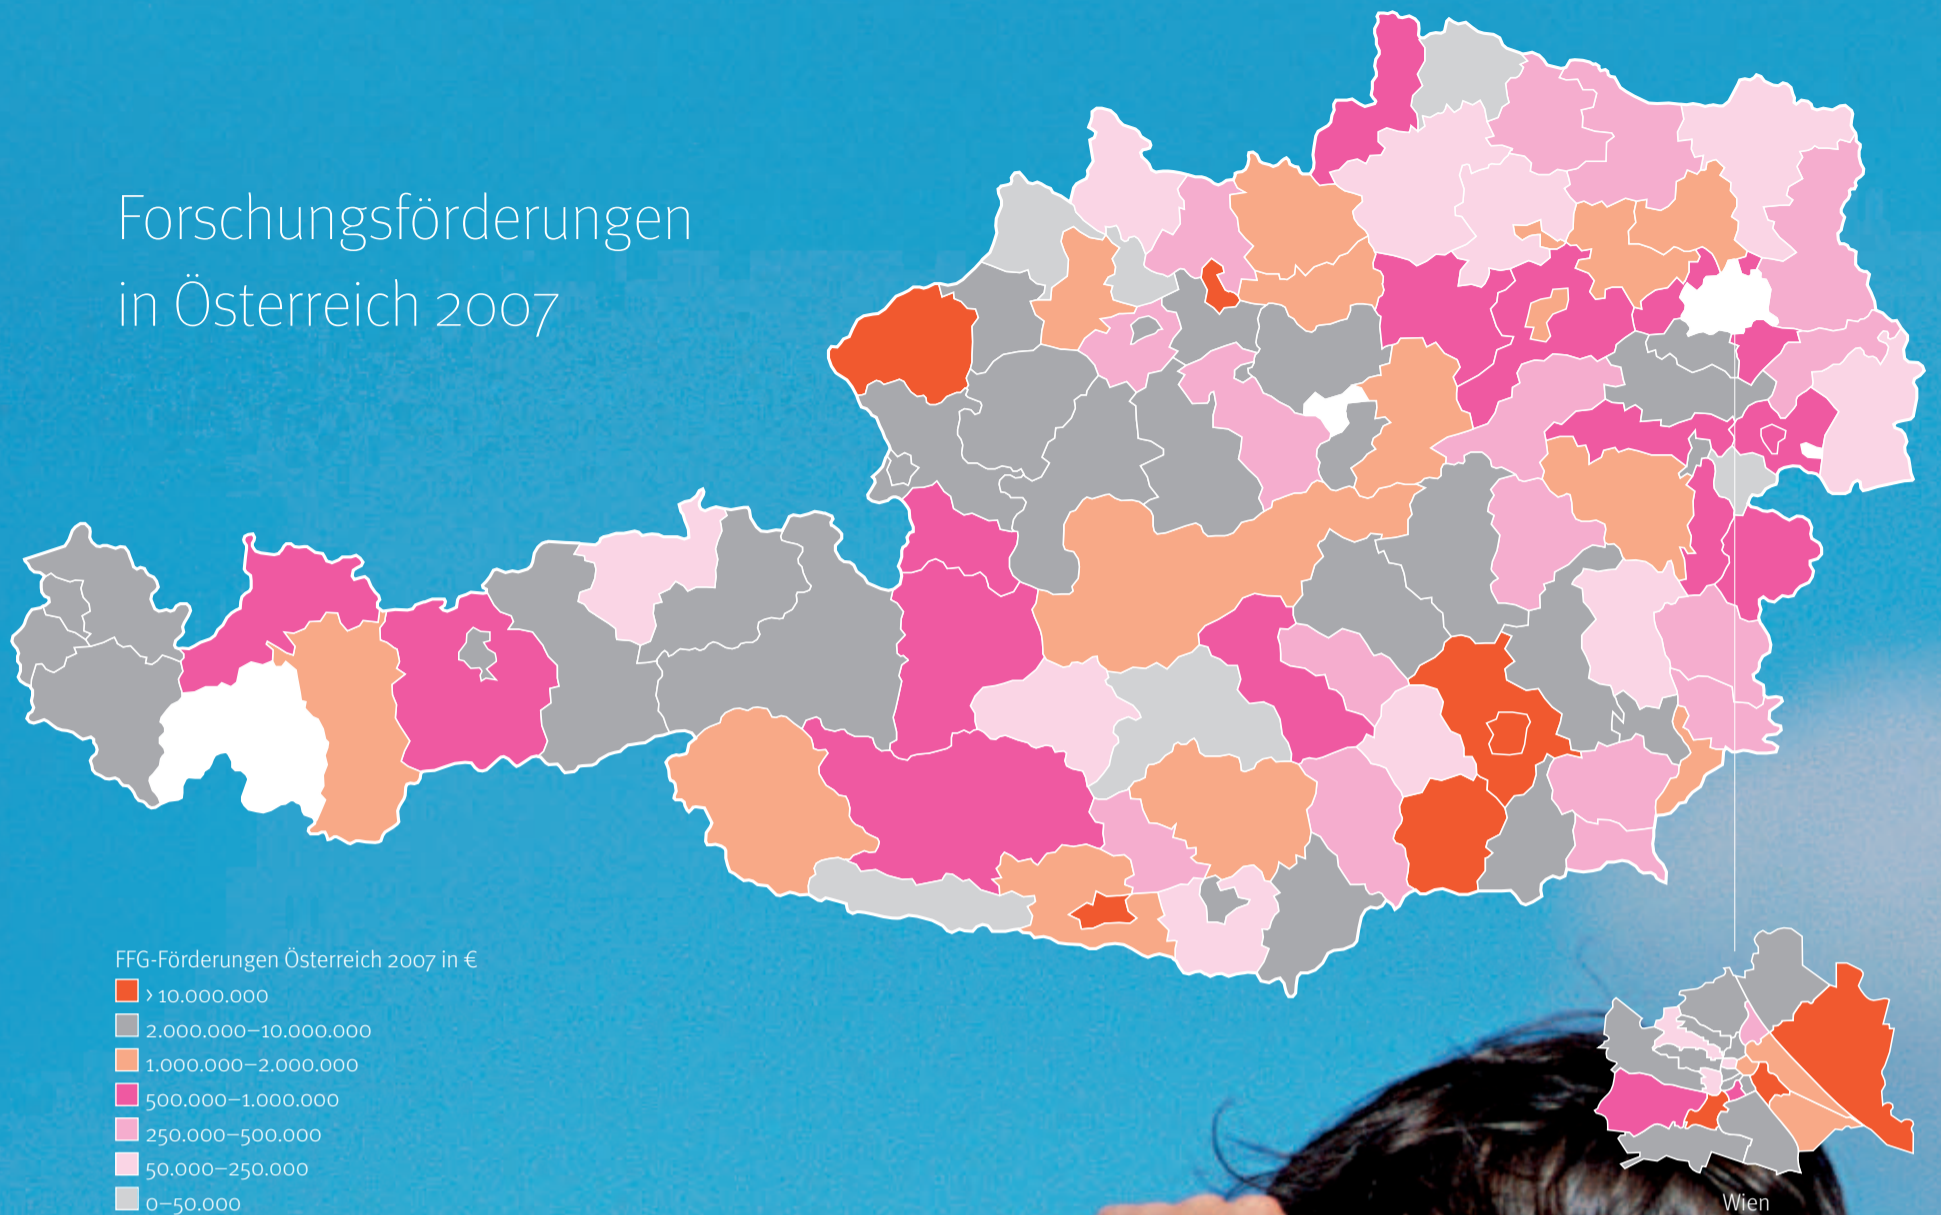 Forschungsförderungen
in Österreich 2007
FFG-Förderungen Österreich 2007 in €
> 10.000.000
2.000.000–10.000.000
1.000.000–2.000.000
500.000–1.000.000
250.000–500.000
50.000–250.000
0–50.000
Wien